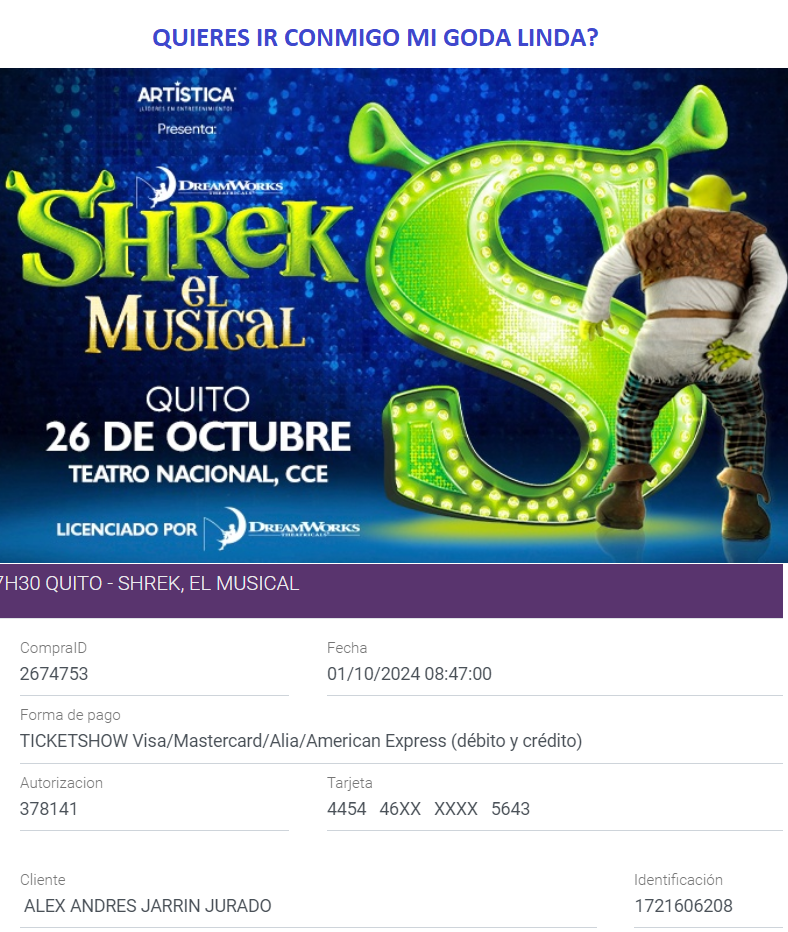 QUIERES IR CONMIGO MI GODA LINDA?
ARTÍSTICA
¡LÍDERES EN ENTRETENIMIENTO!
Presenta:
DREAMWORKS
THEATRICALS
SHREK
EL
MUSICAL
QUITO
26 DE OCTUBRE
TEATRO NACIONAL, CCE
LICENCIADO POR DREAMWORKS
THEATRICALS
7H30 QUITO - SHREK, EL MUSICAL
CompraID Fecha
2674753 01/10/2024 08:47:00
Forma de pago
TICKETSHOW Visa/Mastercard/Alia/American Express (débito y crédito)
Autorizacion Tarjeta
378141 4454 46XX XXXX 5643
Cliente Identificación
ALEX ANDRES JARRIN JURADO 1721606208